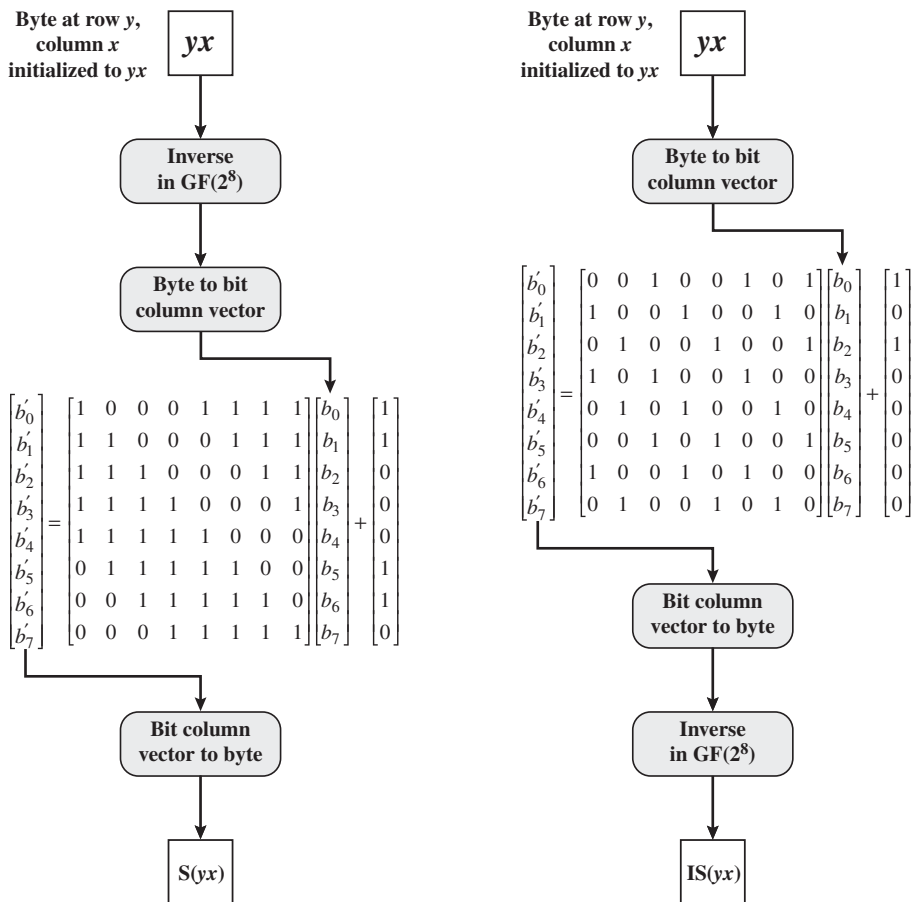 Byte at row y,
column x
initialized to yx
yx
Inverse
in GF(2⁸)
Byte to bit
column vector
b′0 1 0 0 0 1 1 1 1 b0 1
b′1 1 1 0 0 0 1 1 1 b1 1
b′2 1 1 1 0 0 0 1 1 b2 0
b′3 = 1 1 1 1 0 0 0 1 b3 + 0
b′4 1 1 1 1 1 0 0 0 b4 0
b′5 0 1 1 1 1 1 0 0 b5 1
b′6 0 0 1 1 1 1 1 0 b6 1
b′7 0 0 0 1 1 1 1 1 b7 0
Bit column
vector to byte
S(yx)
Byte at row y,
column x
initialized to yx
yx
Byte to bit
column vector
b′0 0 0 1 0 0 1 0 1 b0 1
b′1 1 0 0 1 0 0 1 0 b1 0
b′2 0 1 0 0 1 0 0 1 b2 1
b′3 = 1 0 1 0 0 1 0 0 b3 + 0
b′4 0 1 0 1 0 0 1 0 b4 0
b′5 0 0 1 0 1 0 0 1 b5 0
b′6 1 0 0 1 0 1 0 0 b6 0
b′7 0 1 0 0 1 0 1 0 b7 0
Bit column
vector to byte
Inverse
in GF(2⁸)
IS(yx)